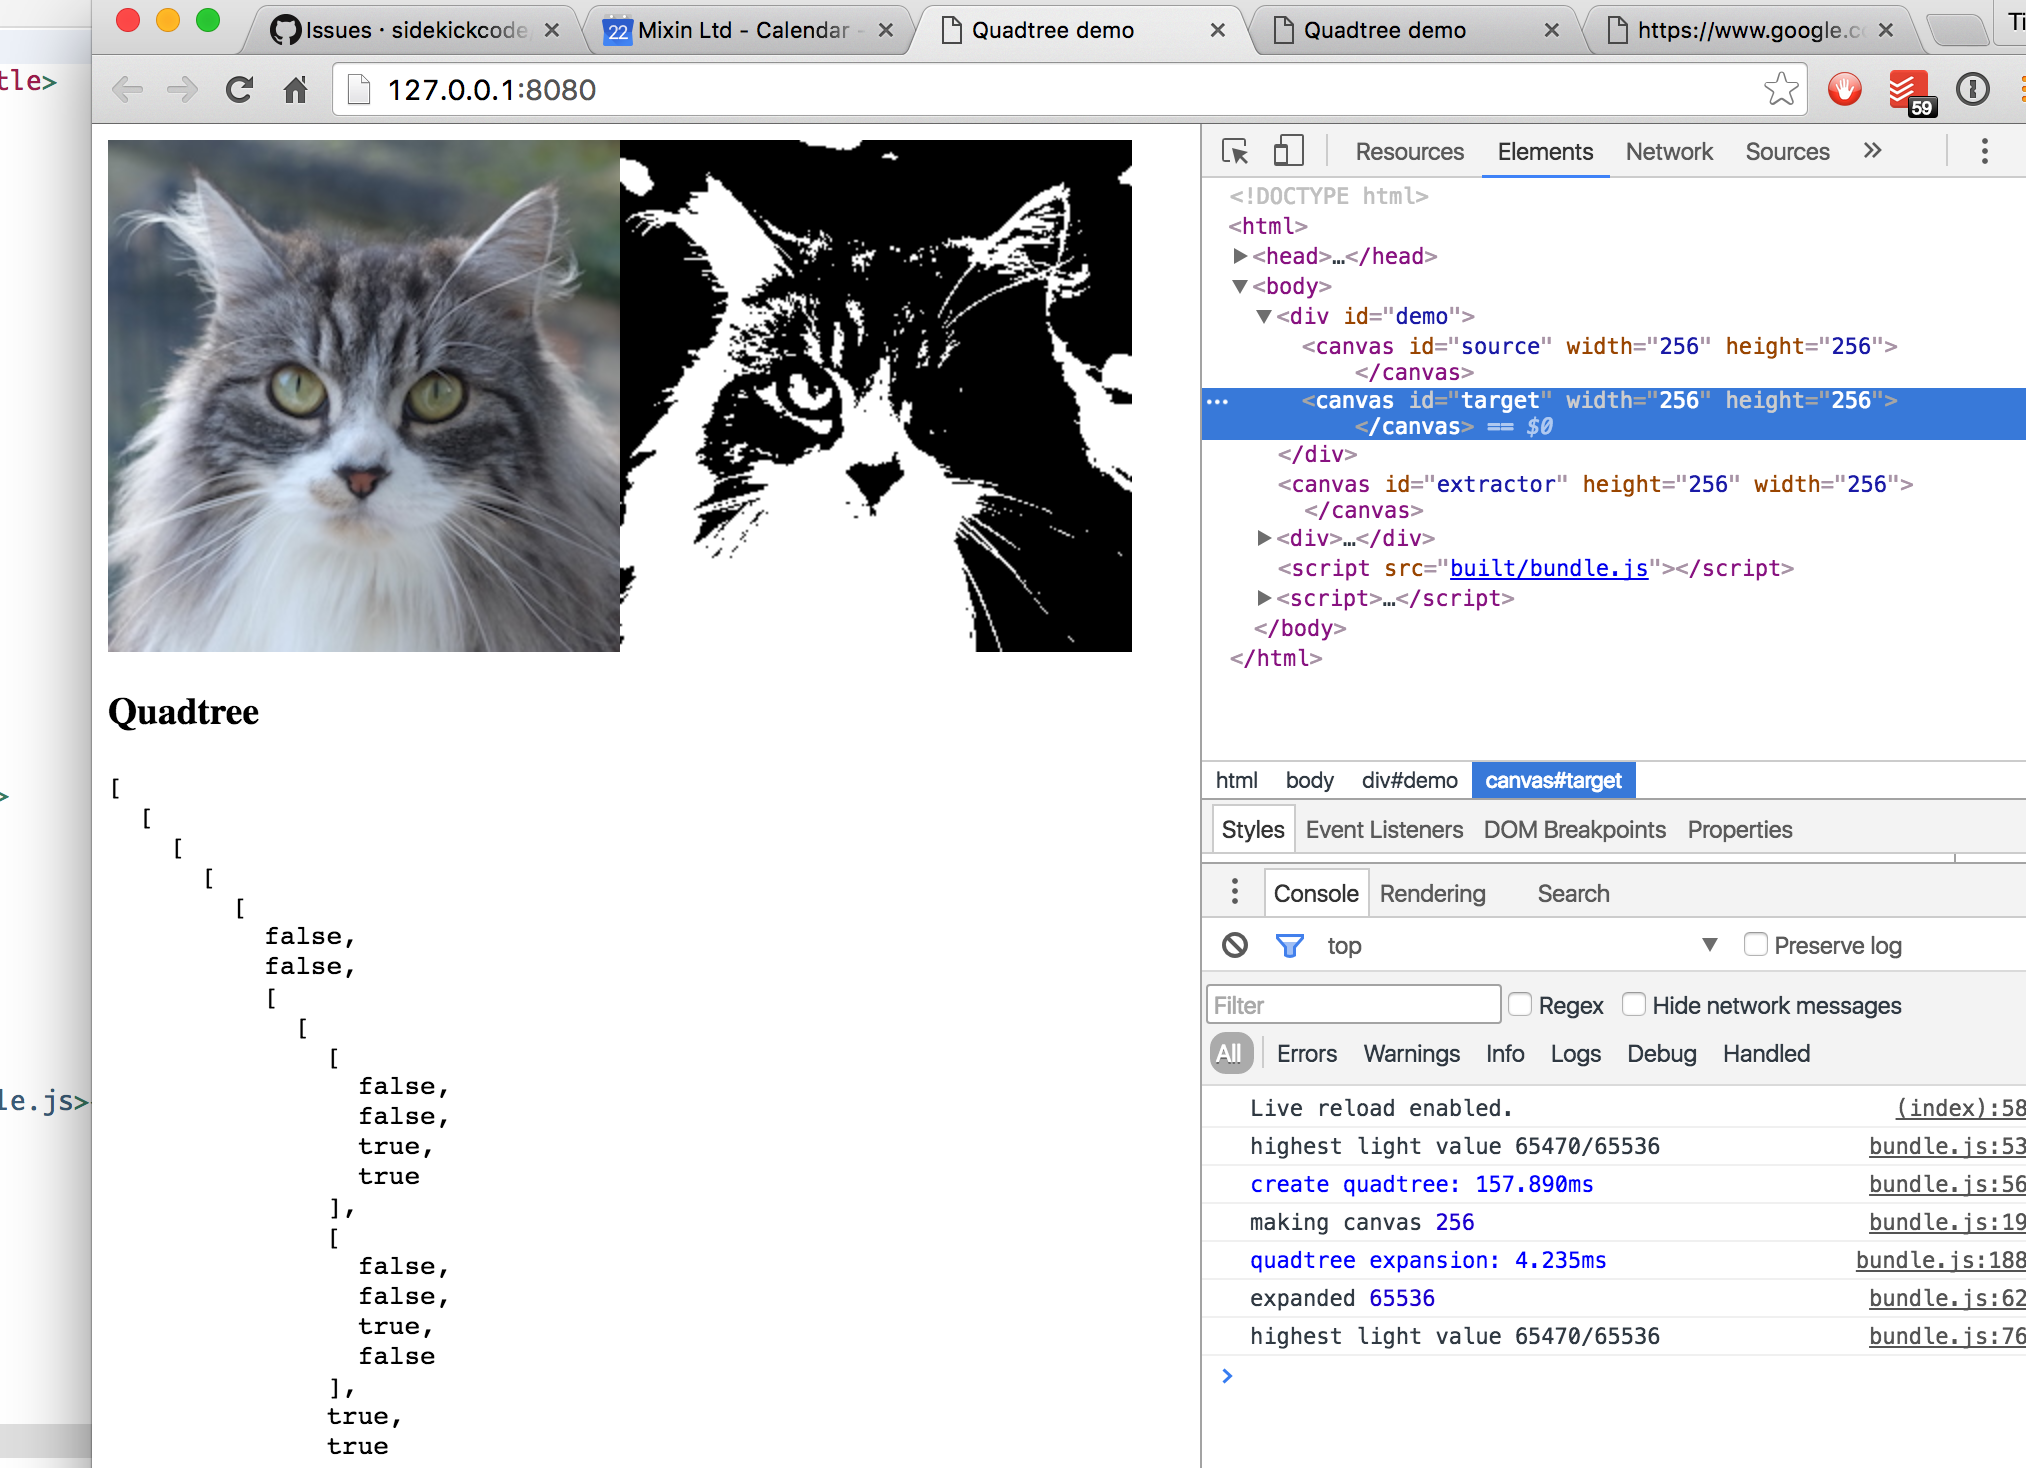 Issues · sidekickcode
22 Mixin Ltd - Calendar -
Quadtree demo
Quadtree demo
https://www.google.c
Ti
tle>
127.0.0.1:8080
59
Resources Elements Network Sources »
<!DOCTYPE html>
<html>
<head>…</head>
<body>
<div id="demo">
<canvas id="source" width="256" height="256">
</canvas>
<canvas id="target" width="256" height="256">
</canvas> == $0
</div>
<canvas id="extractor" height="256" width="256">
</canvas>
<div>…</div>
<script src="built/bundle.js"></script>
<script>…</script>
</body>
</html>
html body div#demo canvas#target
Styles Event Listeners DOM Breakpoints Properties
Console Rendering Search
top Preserve log
Filter Regex Hide network messages
All Errors Warnings Info Logs Debug Handled
Live reload enabled. (index):58
highest light value 65470/65536 bundle.js:53
create quadtree: 157.890ms bundle.js:56
making canvas 256 bundle.js:19
quadtree expansion: 4.235ms bundle.js:188
expanded 65536 bundle.js:62
highest light value 65470/65536 bundle.js:76
>
Quadtree
[
[
[
[
[
false,
false,
[
[
[
false,
false,
true,
true
],
[
false,
false,
true,
false
],
true,
true
>
le.js>